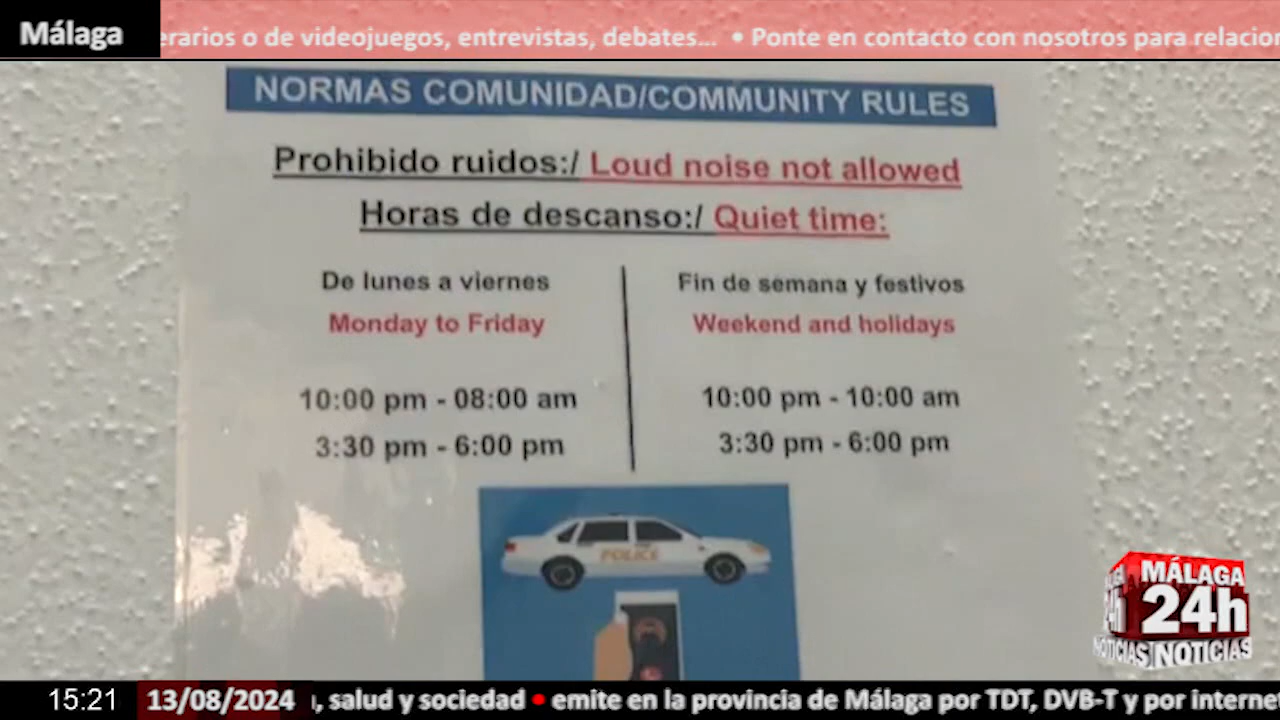 Málaga
erarios o de videojuegos, entrevistas, debates... • Ponte en contacto con nosotros para relacion
NORMAS COMUNIDAD/COMMUNITY RULES
Prohibido ruidos:/ Loud noise not allowed
Horas de descanso:/ Quiet time:
De lunes a viernes
Monday to Friday
10:00 pm - 08:00 am
3:30 pm - 6:00 pm
Fin de semana y festivos
Weekend and holidays
10:00 pm - 10:00 am
3:30 pm - 6:00 pm
POLICE
MÁLAGA
24h
NOTICIAS
NOTICIAS
15:21
13/08/2024
, salud y sociedad • emite en la provincia de Málaga por TDT, DVB-T y por interne